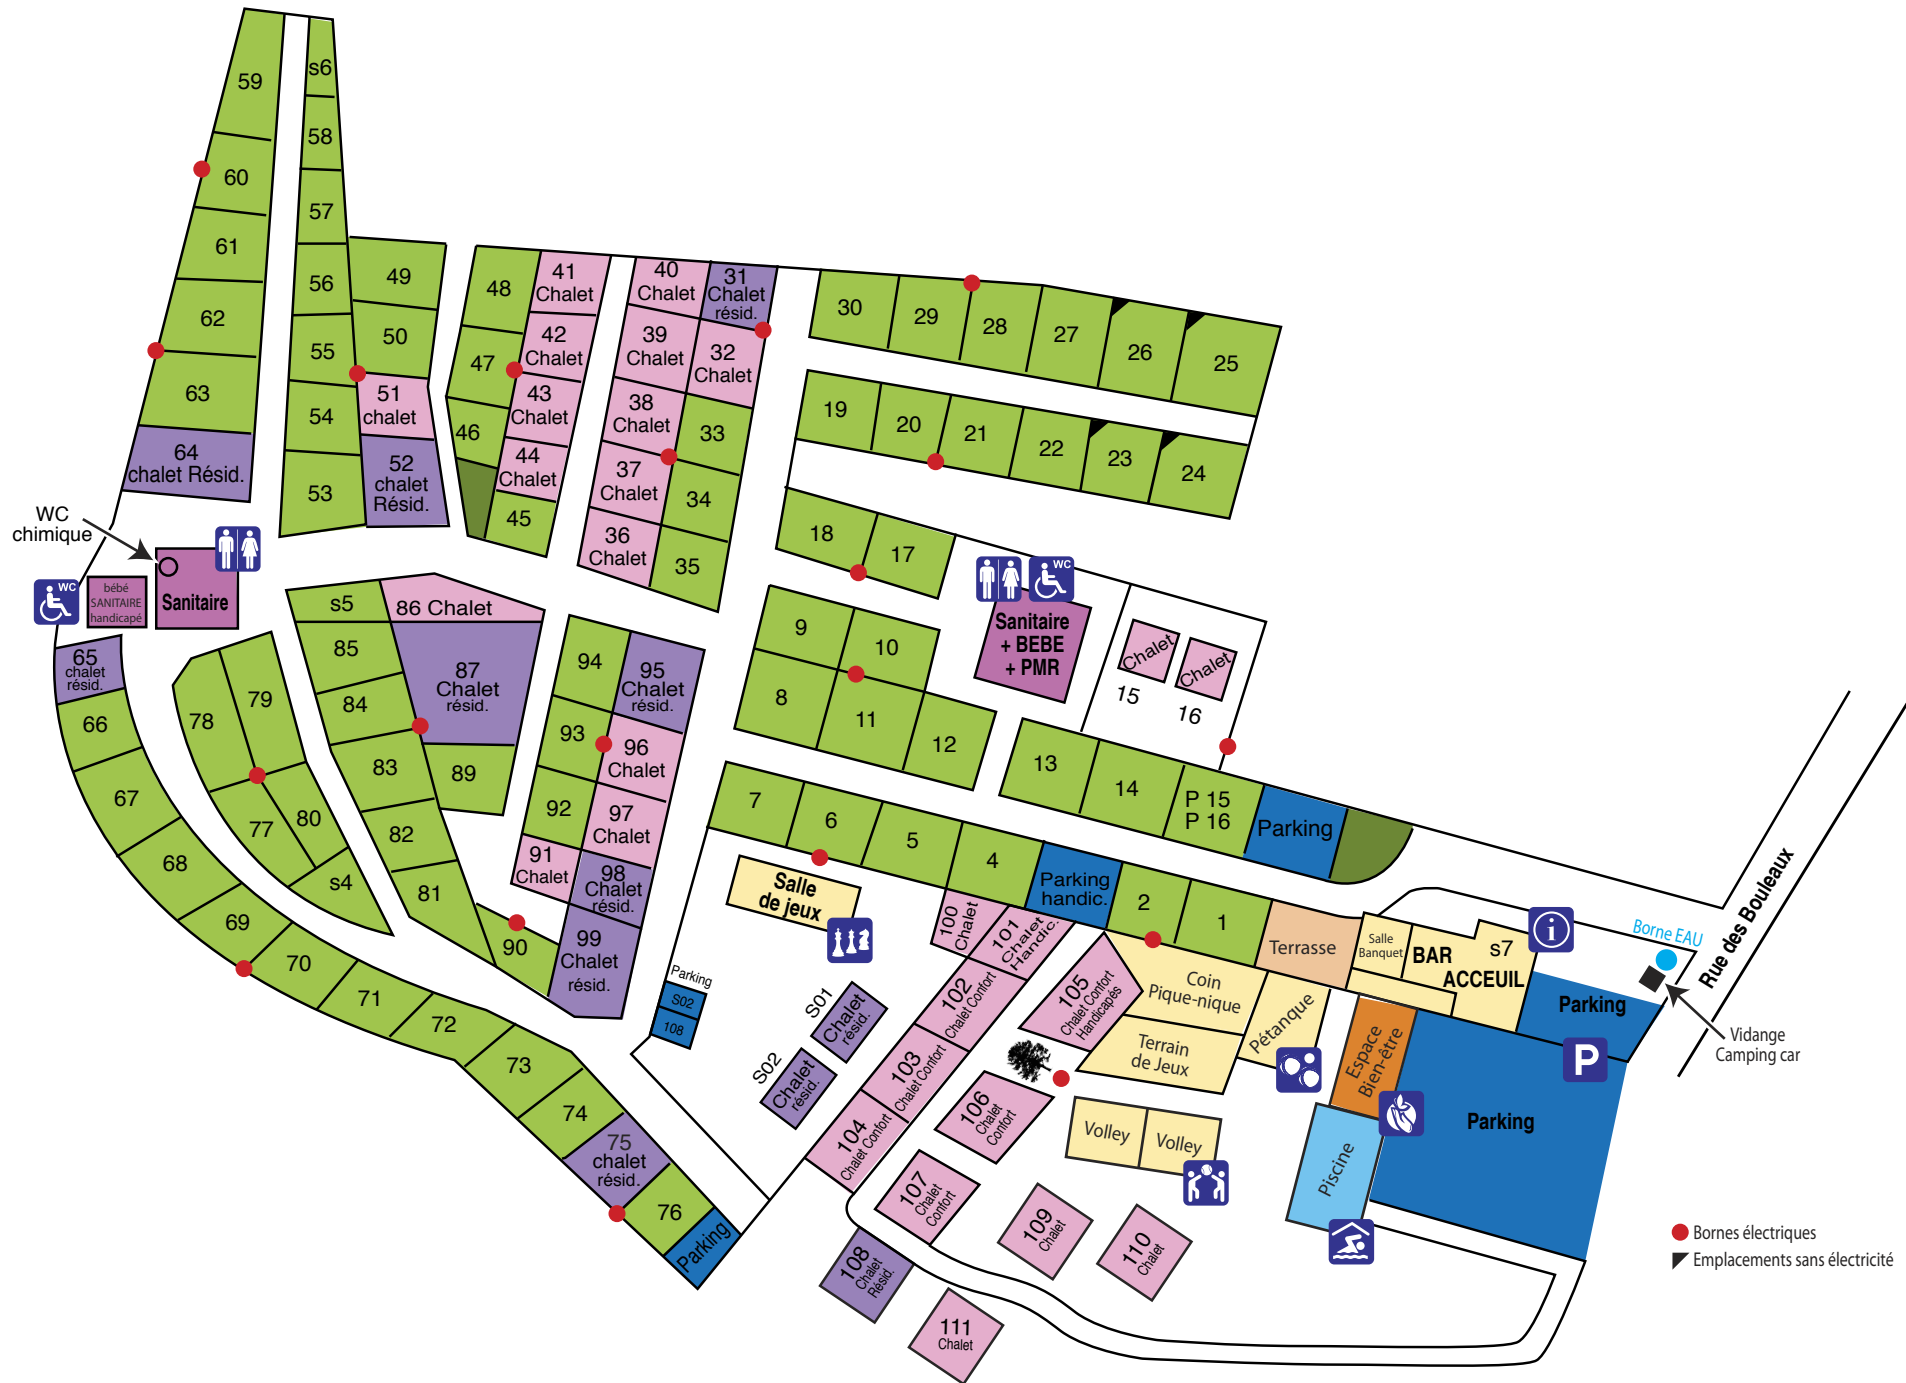 59
s6
58
60
57
61
56
49
62
50
55
63
51
chalet
54
64
chalet Résid.
52
chalet
Résid.
53
48
41
Chalet
42
Chalet
47
43
Chalet
46
44
Chalet
45
40
Chalet
31
Chalet
résid.
39
Chalet
32
Chalet
38
Chalet
33
37
Chalet
34
36
Chalet
35
30
29
28
27
26
25
19
20
21
22
23
24
18
17
WC
chimique
WC
bébé
SANITAIRE
handicapé
Sanitaire
WC
Sanitaire
+ BEBE
+ PMR
Chalet
15
Chalet
16
65
chalet
résid.
66
67
68
69
70
71
72
73
74
75
chalet
résid.
76
Parking
78
79
77
80
s4
s5
86 Chalet
85
87
Chalet
résid.
84
83
89
82
81
90
94
95
Chalet
résid.
93
96
Chalet
92
97
Chalet
91
Chalet
98
Chalet
résid.
99
Chalet
résid.
9
10
8
11
12
13
14
P 15
P 16
Parking
7
6
5
4
Parking
handic.
2
1
Terrasse
Salle
Banquet
BAR
s7
ACCEUIL
i
Parking
P
Parking
Borne EAU
Rue des Bouleaux
Vidange
Camping car
Salle
de jeux
Parking
S02
108
S01
Chalet
résid.
S02
Chalet
résid.
100
Chalet
101
Chalet
Handic.
102
Chalet Confort
103
Chalet Confort
104
Chalet Confort
105
Chalet Confort
Handicapés
106
Chalet
Confort
107
Chalet
Confort
108
Chalet
Résid.
109
Chalet
110
Chalet
111
Chalet
Coin
Pique-nique
Terrain
de Jeux
Pétanque
Volley
Volley
Espace
Bien-être
Piscine
Bornes électriques
Emplacements sans électricité